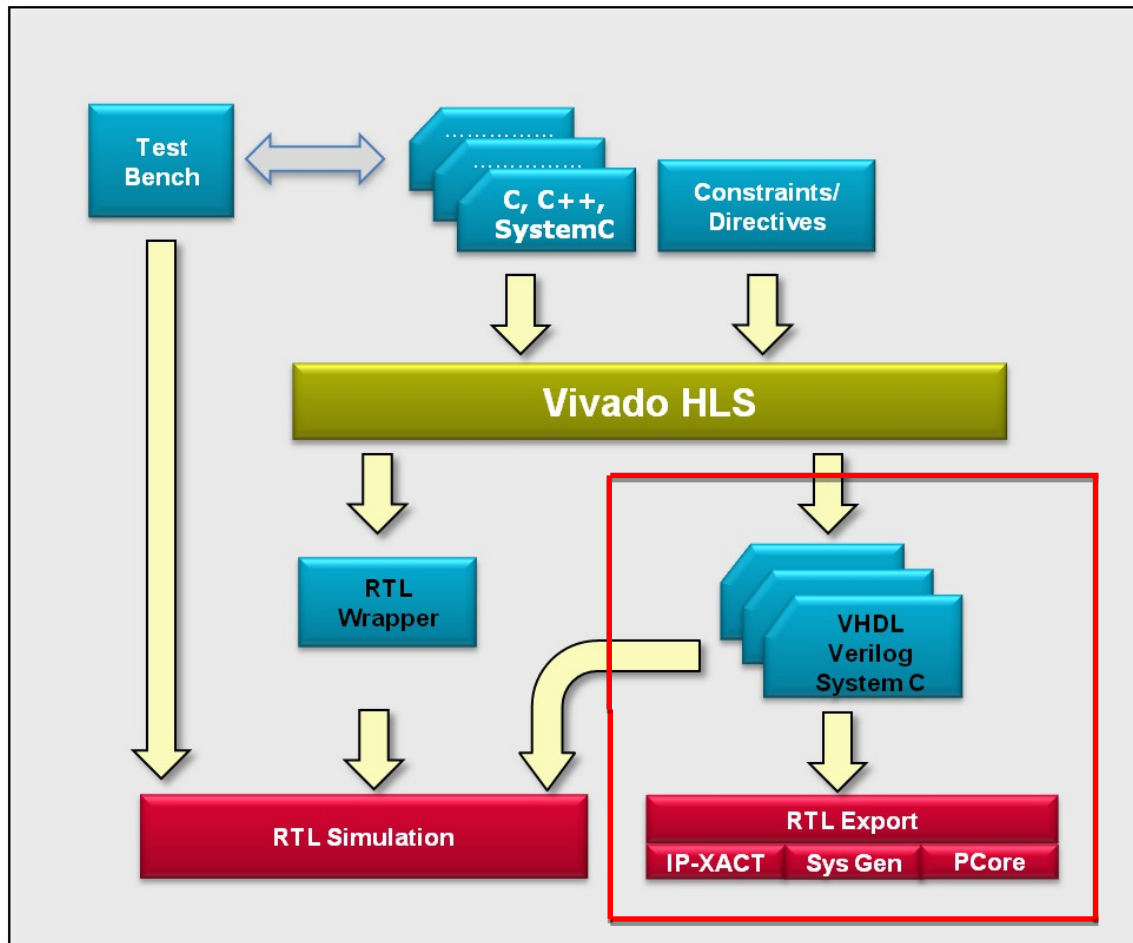 Test
Bench
……………
……………
C, C++,
SystemC
Constraints/
Directives
Vivado HLS
RTL
Wrapper
VHDL
Verilog
System C
RTL Simulation
RTL Export
IP-XACT
Sys Gen
PCore